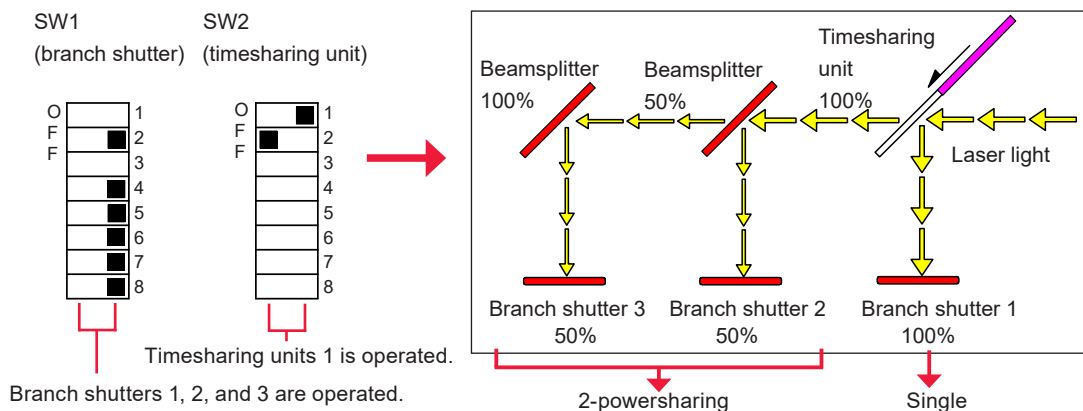 SW1
(branch shutter)
SW2
(timesharing unit)
O
F
F
1
2
3
4
5
6
7
8
O
F
F
1
2
3
4
5
6
7
8
Timesharing units 1 is operated.
Branch shutters 1, 2, and 3 are operated.
Beamsplitter
100%
Beamsplitter
50%
Timesharing
unit
100%
Laser light
Branch shutter 3
50%
Branch shutter 2
50%
Branch shutter 1
100%
2-powersharing
Single